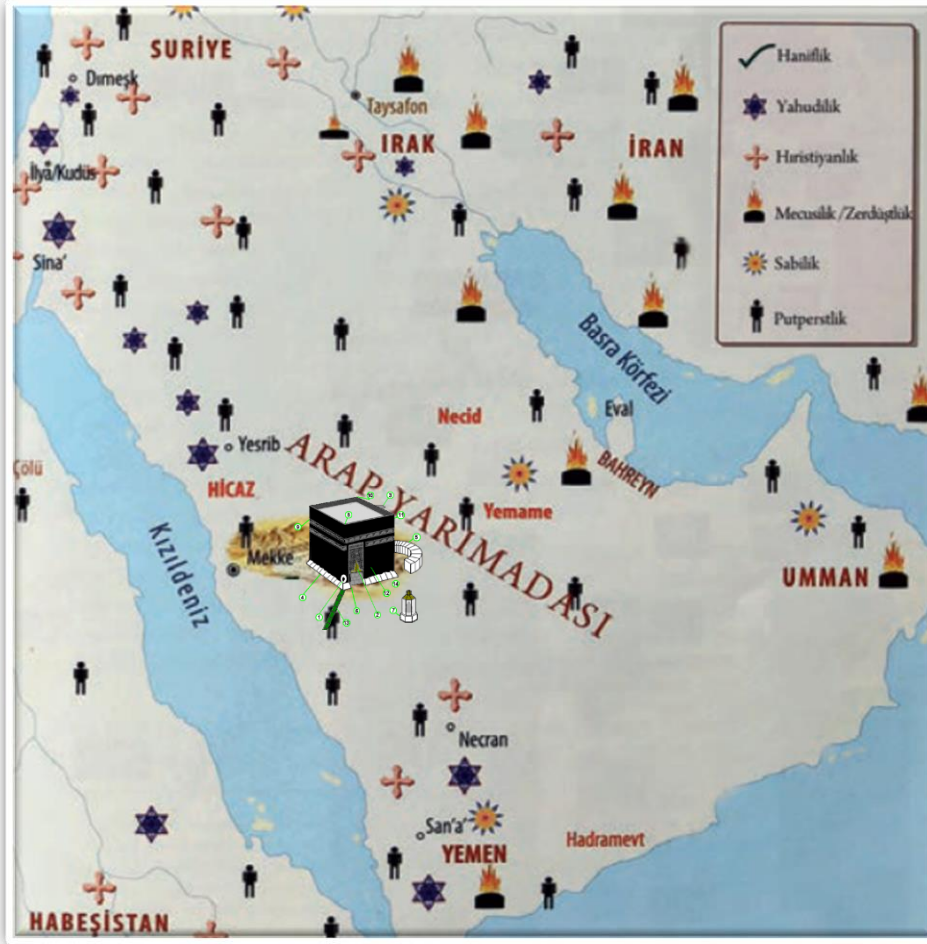 SURİYE
Dımeşk
Taysafon
IRAK
İRAN
İlya/Kudüs
Sina'
Haniflik
Yahudilik
Hıristiyanlık
Mecusilik / Zerdüştlük
Sabilik
Putperstlik
Basra Körfezi
Eval
Necid
BAHREYN
Yesrib
Çölü
HİCAZ
ARAP YARIMADASI
Yemame
Kızıldeniz
Mekke
UMMAN
Necran
San'a'
YEMEN
Hadramevt
HABEŞİSTAN